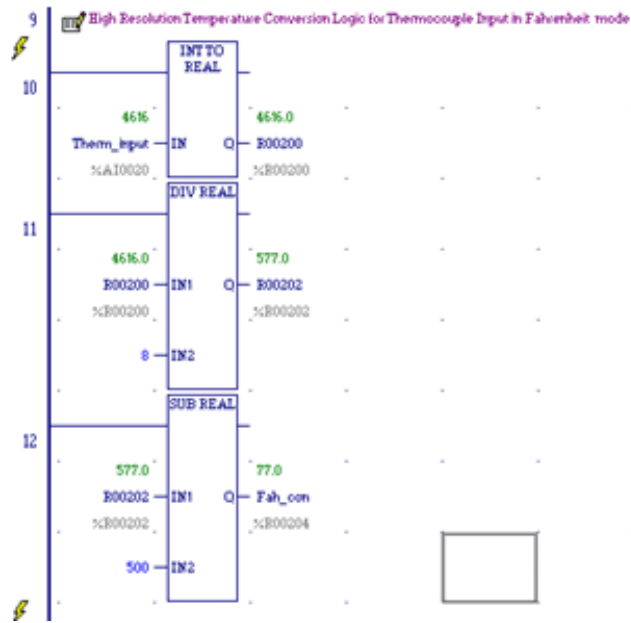 9 High Resolution Temperature Conversion Logic for Thermocouple Input in Fahrenheit mode
INT TO
REAL
10
4616 4616.0
Therm_input IN Q R00200
%AI0020 %R00200
DIV REAL
11
4616.0 577.0
R00200 IN1 Q R00202
%R00200 %R00202
8 IN2
SUB REAL
12
577.0 77.0
R00202 IN1 Q Fah_con
%R00202 %R00204
500 IN2